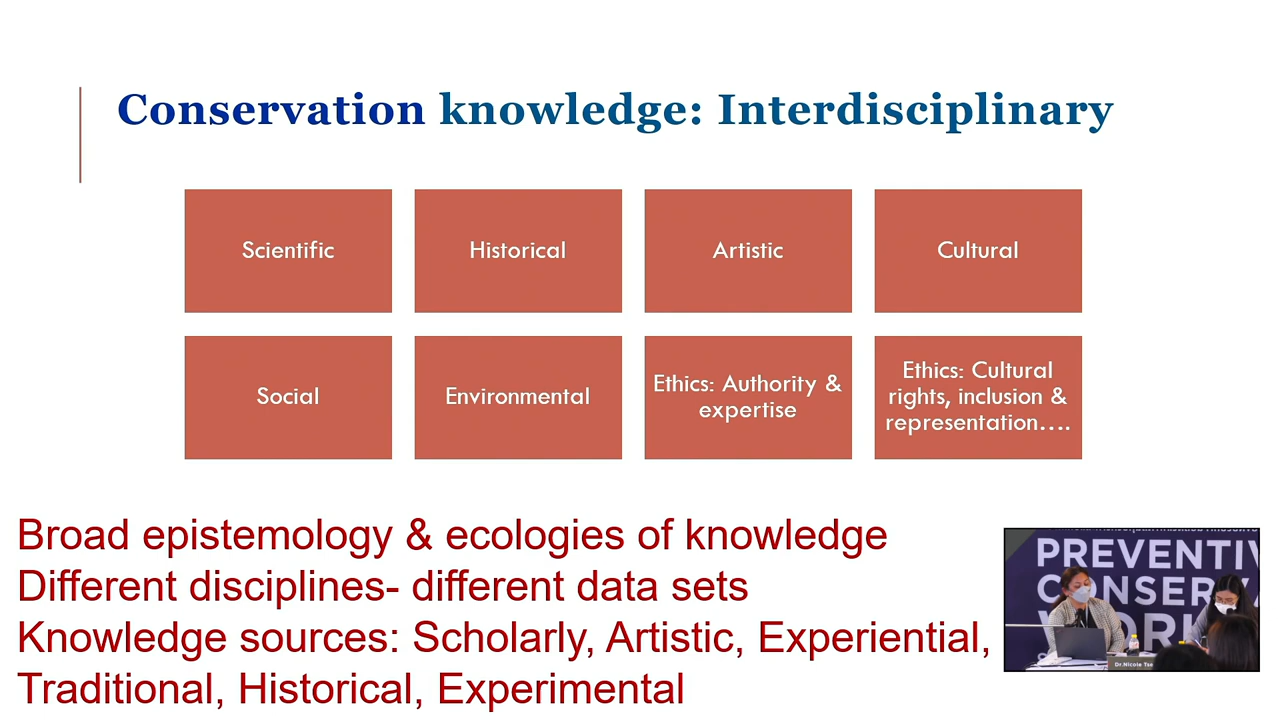 Conservation knowledge: Interdisciplinary
Scientific
Historical
Artistic
Cultural
Social
Environmental
Ethics: Authority &
expertise
Ethics: Cultural
rights, inclusion &
representation....
Broad epistemology & ecologies of knowledge
Different disciplines- different data sets
Knowledge sources: Scholarly, Artistic, Experiential,
Traditional, Historical, Experimental
PREVENTIV
CONSERV
Dr.Nicole Tse